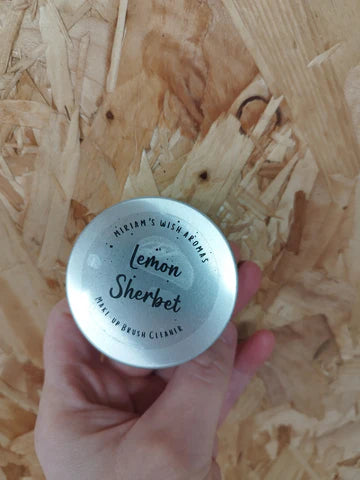 MIRIAM'S WISH AROMAS
Lemon
Sherbet
MAKE UP BRUSH CLEANER